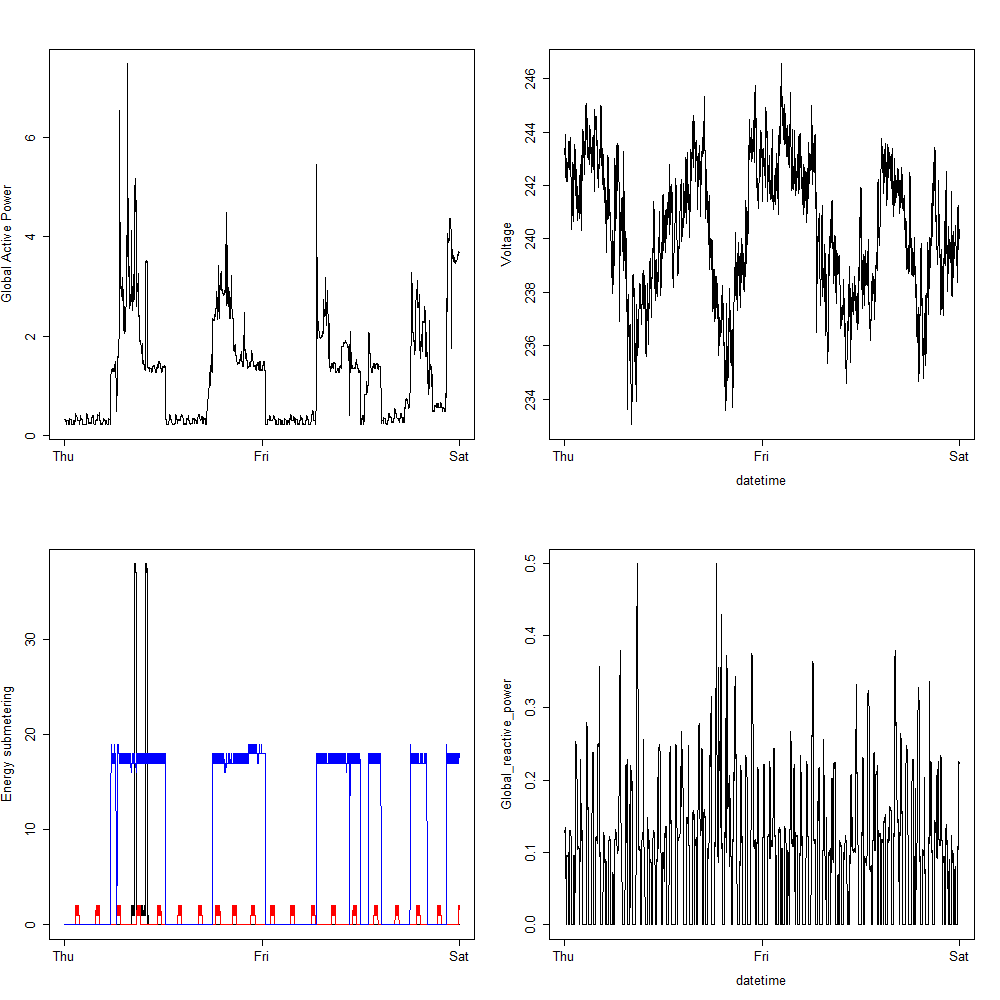 Global Active Power
0 2 4 6
Thu Fri Sat
Voltage
234 236 238 240 242 244 246
Thu Fri Sat
datetime
Energy submetering
0 10 20 30
Thu Fri Sat
Global_reactive_power
0.0 0.1 0.2 0.3 0.4 0.5
Thu Fri Sat
datetime